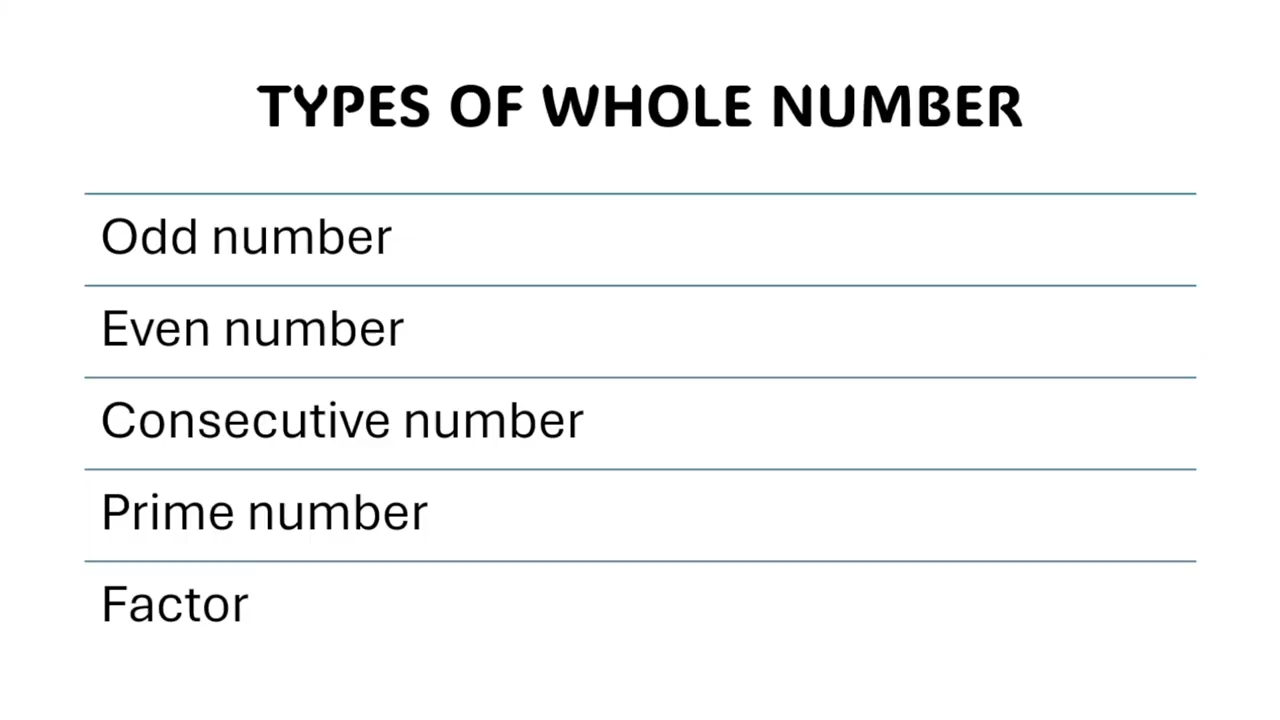 TYPES OF WHOLE NUMBER
Odd number
Even number
Consecutive number
Prime number
Factor